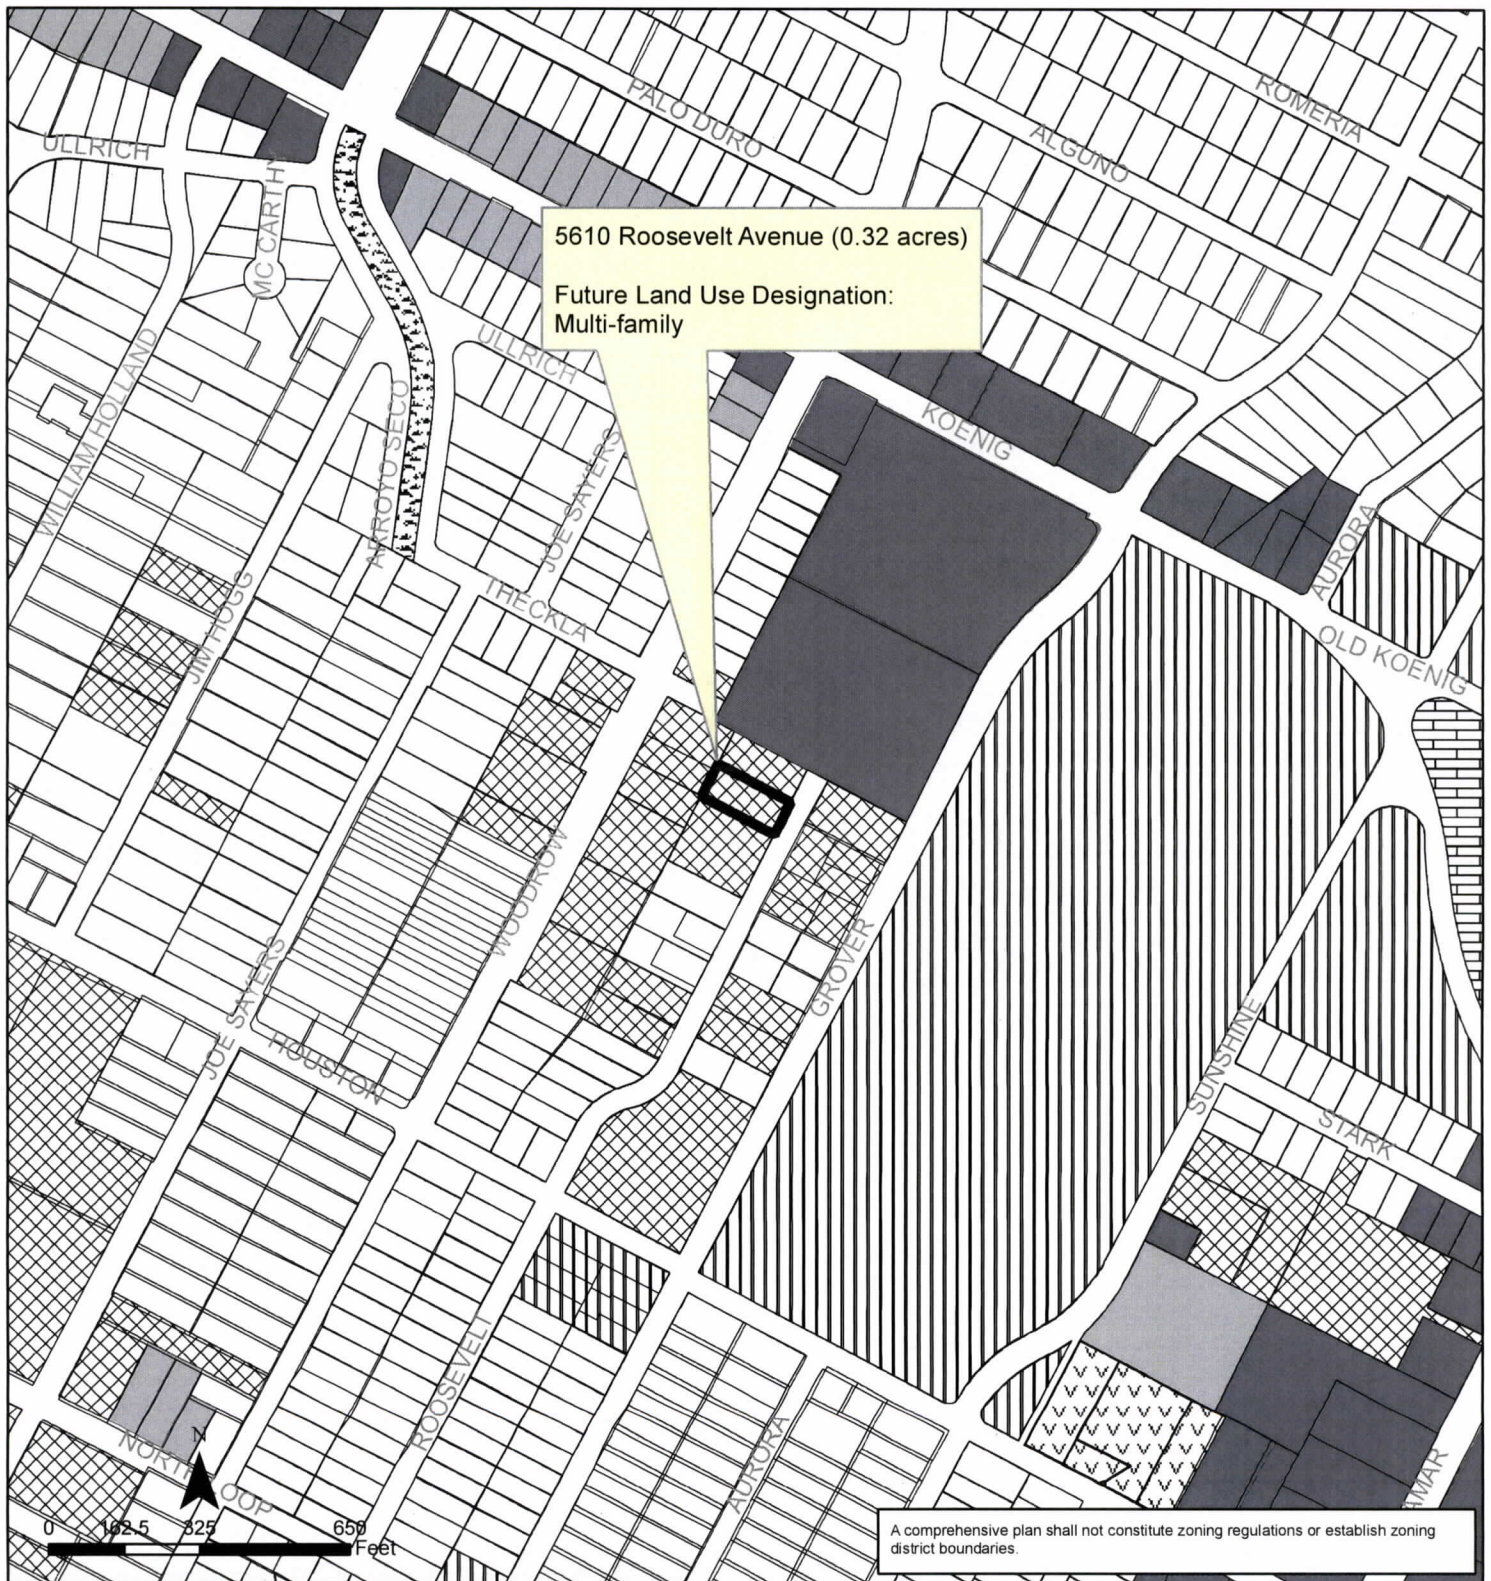 ROMERIA
PALO DURO
ALGUNO
ULLRICH
MC CARTHY
5610 Roosevelt Avenue (0.32 acres)
Future Land Use Designation:
Multi-family
ULLRICH
WILLIAM HOLLAND
ARROYO SECO
KOENIG
JOE SAYERS
AURORA
JIM HOGG
THECKLA
OLD KOENIG
WOODROW
GROVER
JOE SAYERS
HOUSTON
SUNSHINE
STARK
ROOSEVELT
AURORA
N
NORTH LOOP
LAMAR
0 162.5 325 650
Feet
A comprehensive plan shall not constitute zoning regulations or establish zoning
district boundaries.